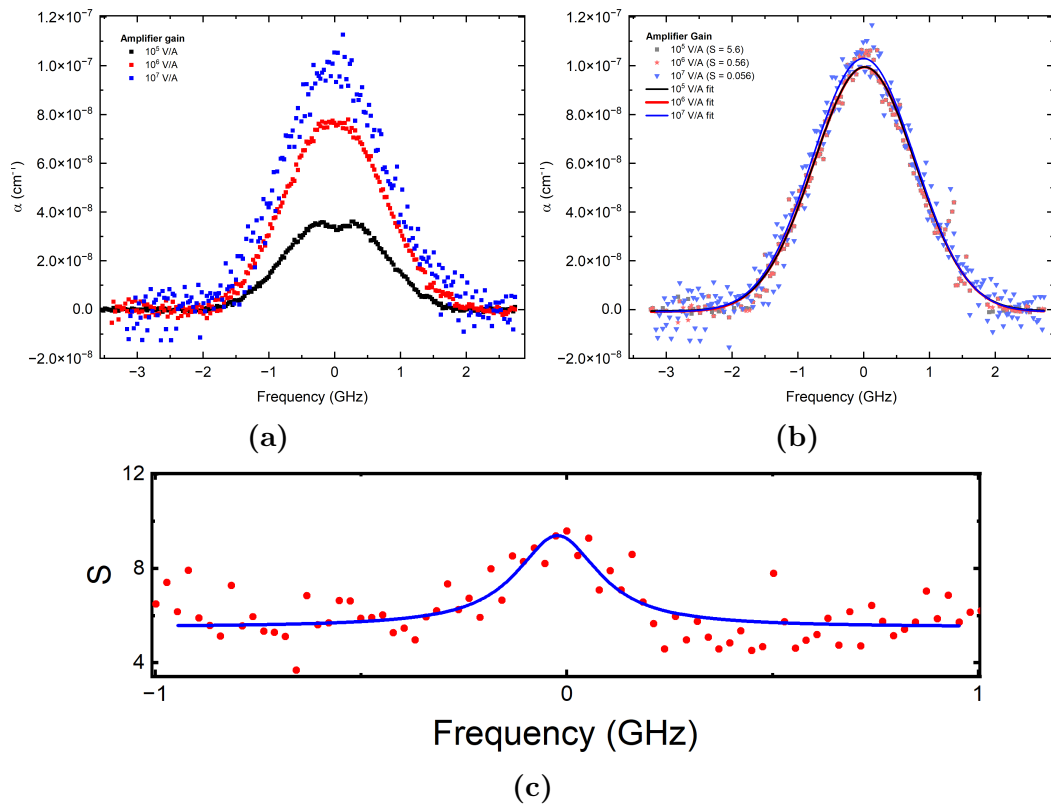 1.2×10⁻⁷
1.0×10⁻⁷
8.0×10⁻⁸
6.0×10⁻⁸
4.0×10⁻⁸
2.0×10⁻⁸
0.0
−2.0×10⁻⁸
α (cm⁻¹)
Amplifier gain
10⁵ V/A
10⁶ V/A
10⁷ V/A
−3 −2 −1 0 1 2
Frequency (GHz)
(a)
1.2×10⁻⁷
1.0×10⁻⁷
8.0×10⁻⁸
6.0×10⁻⁸
4.0×10⁻⁸
2.0×10⁻⁸
0.0
−2.0×10⁻⁸
α (cm⁻¹)
Amplifier Gain
10⁵ V/A (S = 5.6)
10⁶ V/A (S = 0.56)
10⁷ V/A (S = 0.056)
10⁵ V/A fit
10⁶ V/A fit
10⁷ V/A fit
−3 −2 −1 0 1 2
Frequency (GHz)
(b)
12
8
4
S
−1 0 1
Frequency (GHz)
(c)